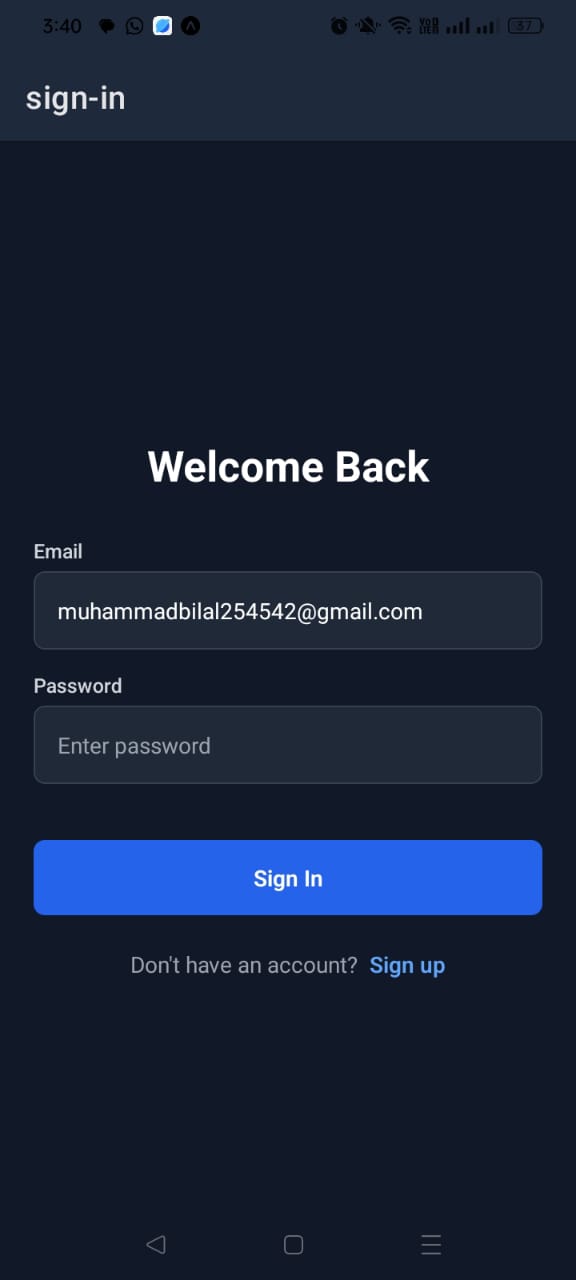 3:40 37
sign-in
Welcome Back
Email
muhammadbilal254542@gmail.com
Password
Enter password
Sign In
Don't have an account? Sign up